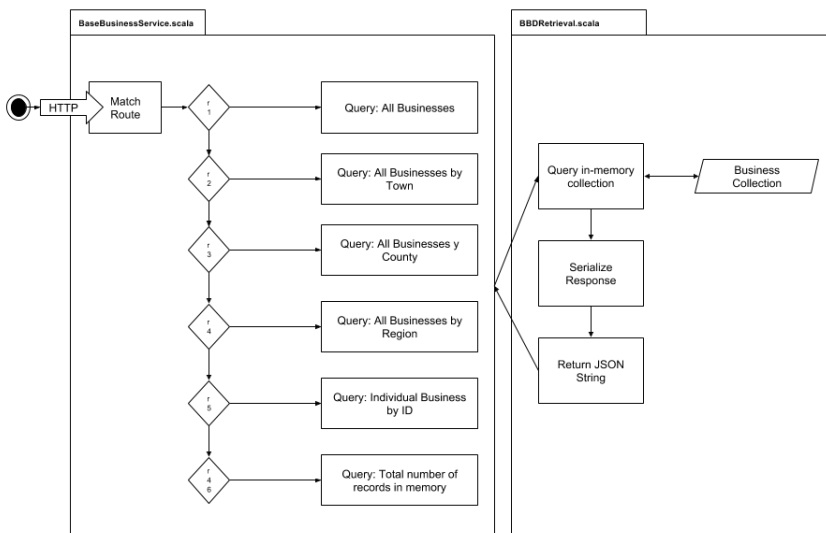 BaseBusinessService.scala
BBDRetrieval.scala
HTTP
Match
Route
r
1
Query: All Businesses
r
2
Query: All Businesses by
Town
r
3
Query: All Businesses y
County
r
4
Query: All Businesses by
Region
r
5
Query: Individual Business
by ID
r
4
6
Query: Total number of
records in memory
Query in-memory
collection
Business
Collection
Serialize
Response
Return JSON
String